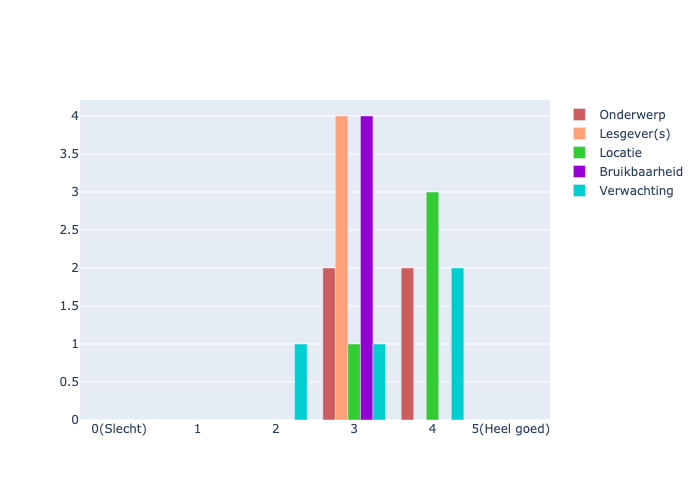 4
3.5
3
2.5
2
1.5
1
0.5
0
0(Slecht) 1 2 3 4 5(Heel goed)
Onderwerp
Lesgever(s)
Locatie
Bruikbaarheid
Verwachting